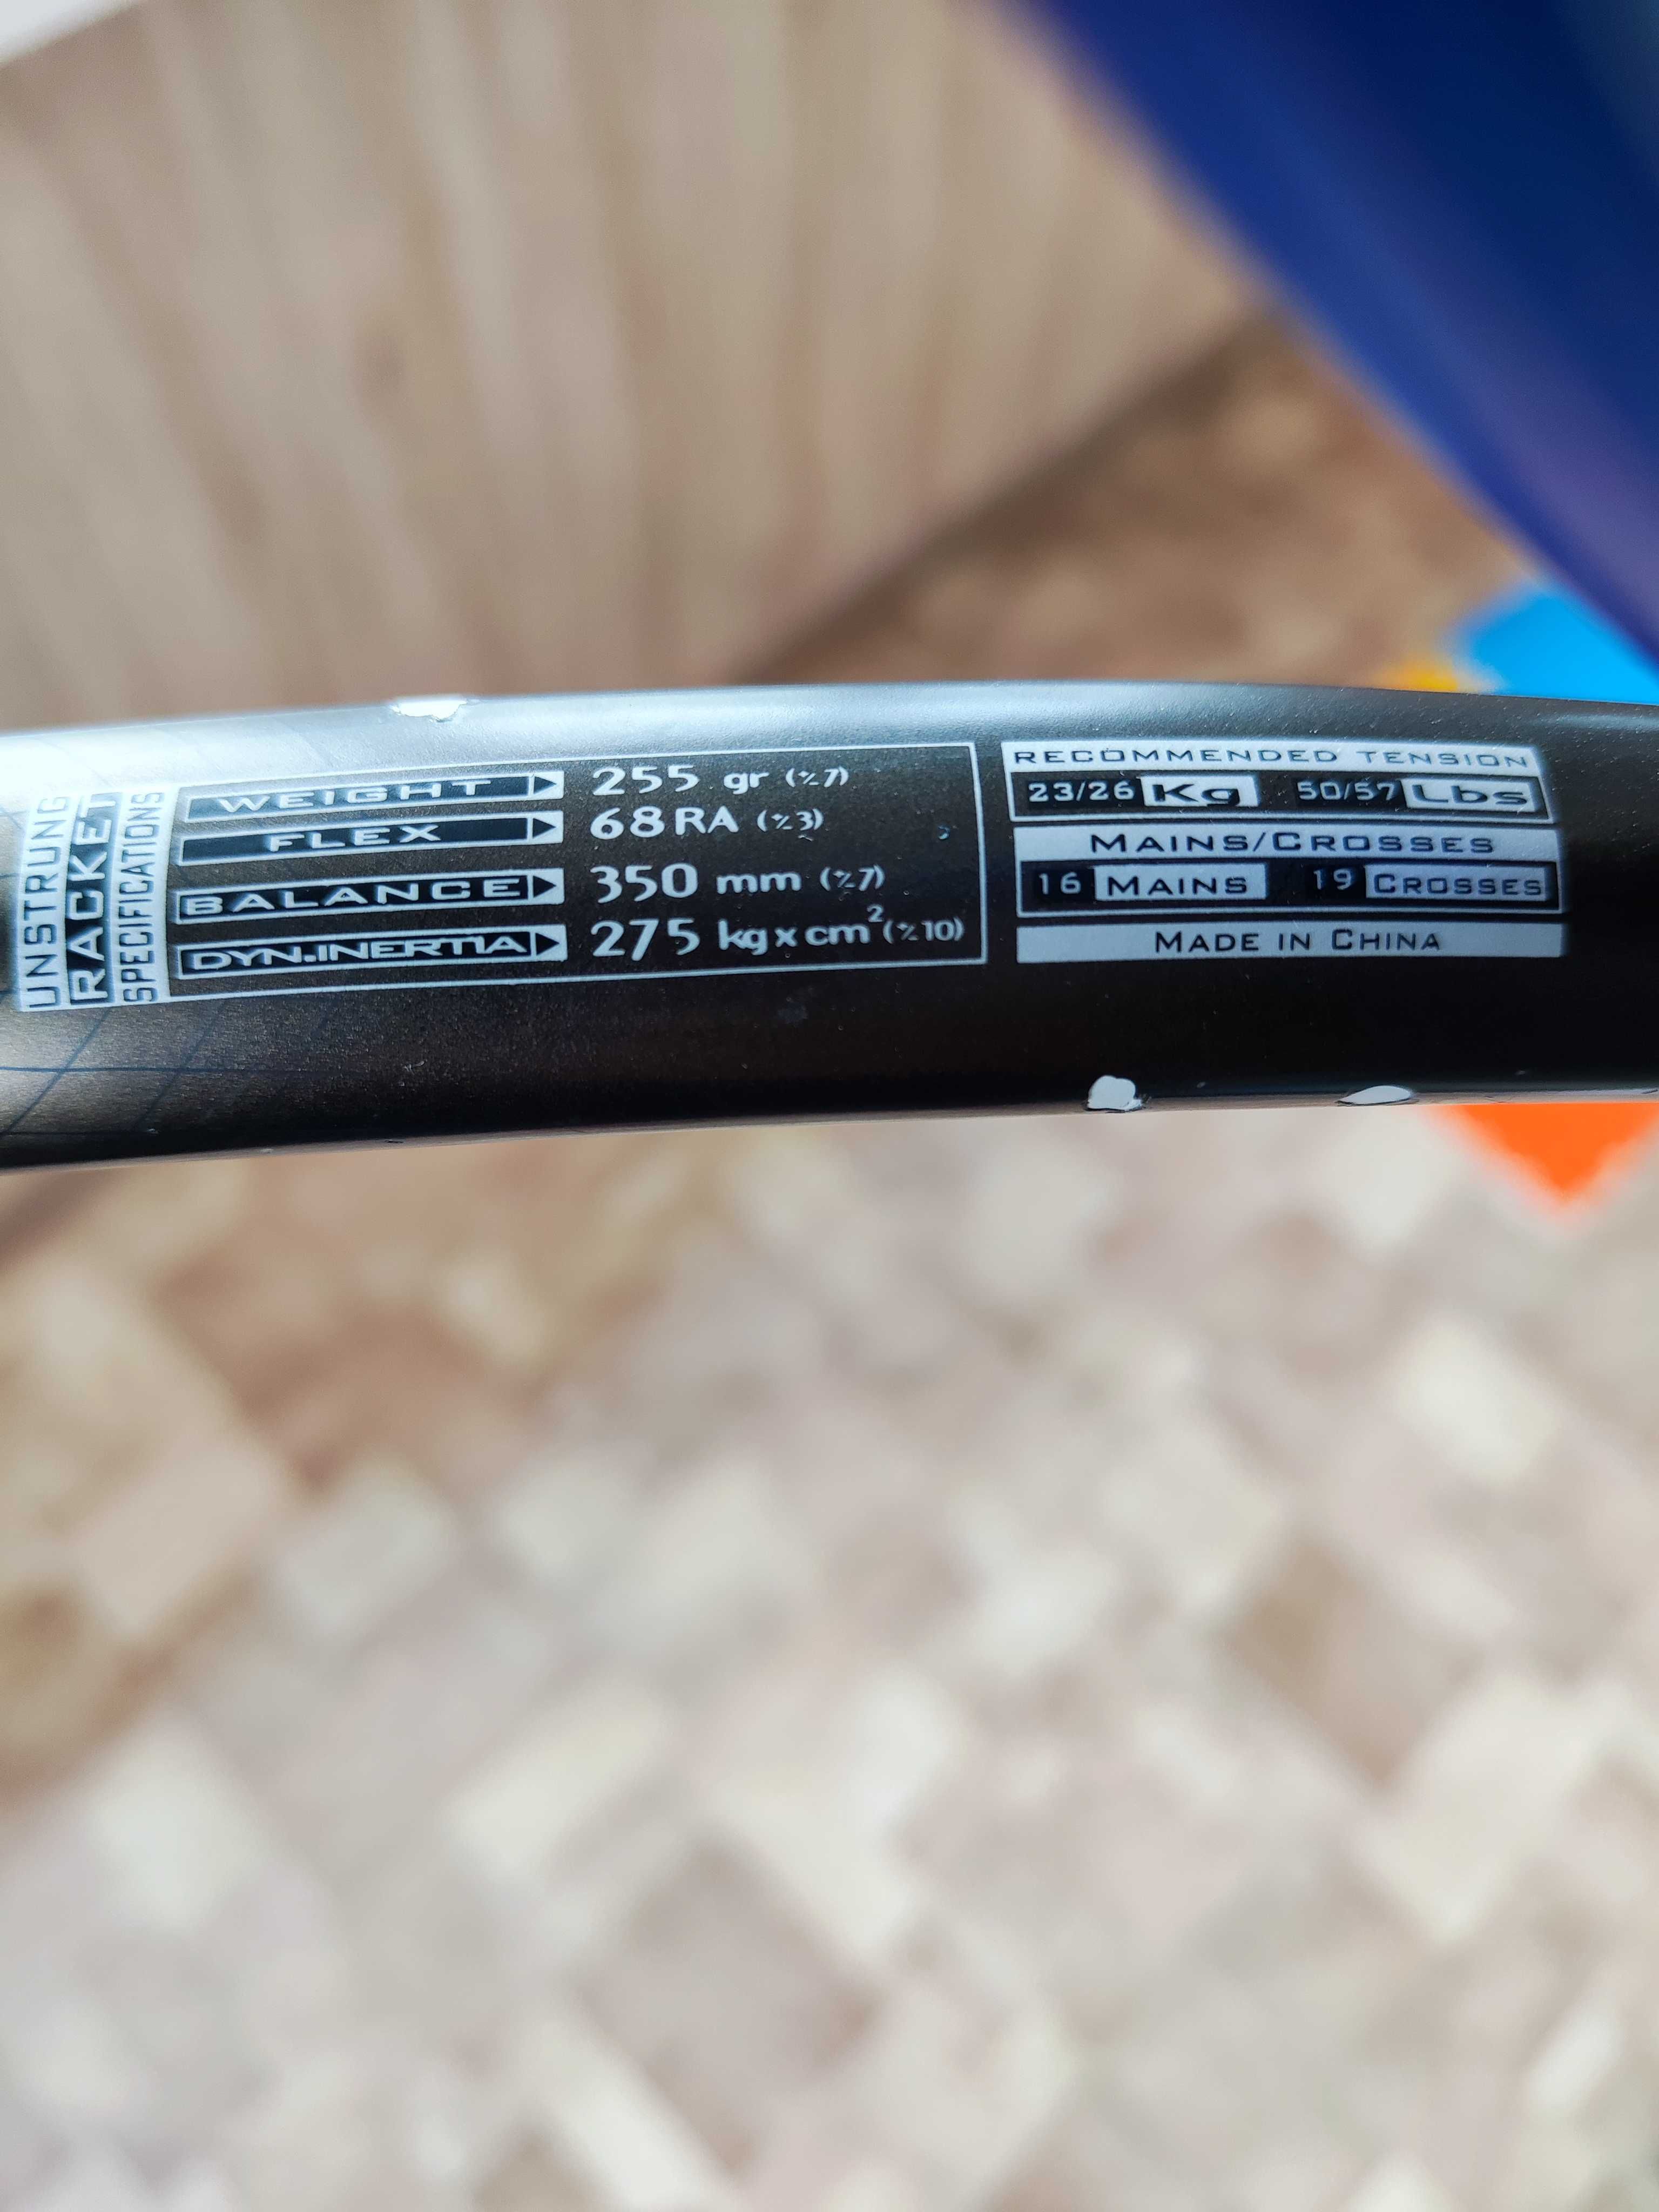 UNSTRUNG
RACKET
SPECIFICATIONS
WEIGHT 255 gr (⁺⁄₋7)
FLEX 68 RA (⁺⁄₋3)
BALANCE 350 mm (⁺⁄₋7)
DYN.INERTIA 275 kg x cm² (⁺⁄₋10)
RECOMMENDED TENSION
23/26 Kg 50/57 Lbs
MAINS/CROSSES
16 MAINS 19 CROSSES
MADE IN CHINA